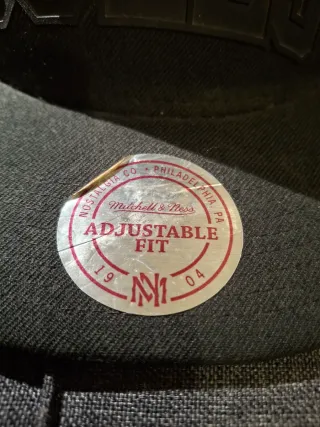 NOSTALGIA CO. • PHILADELPHIA, PA
Mitchell & Ness
ADJUSTABLE
FIT
19 04
MN